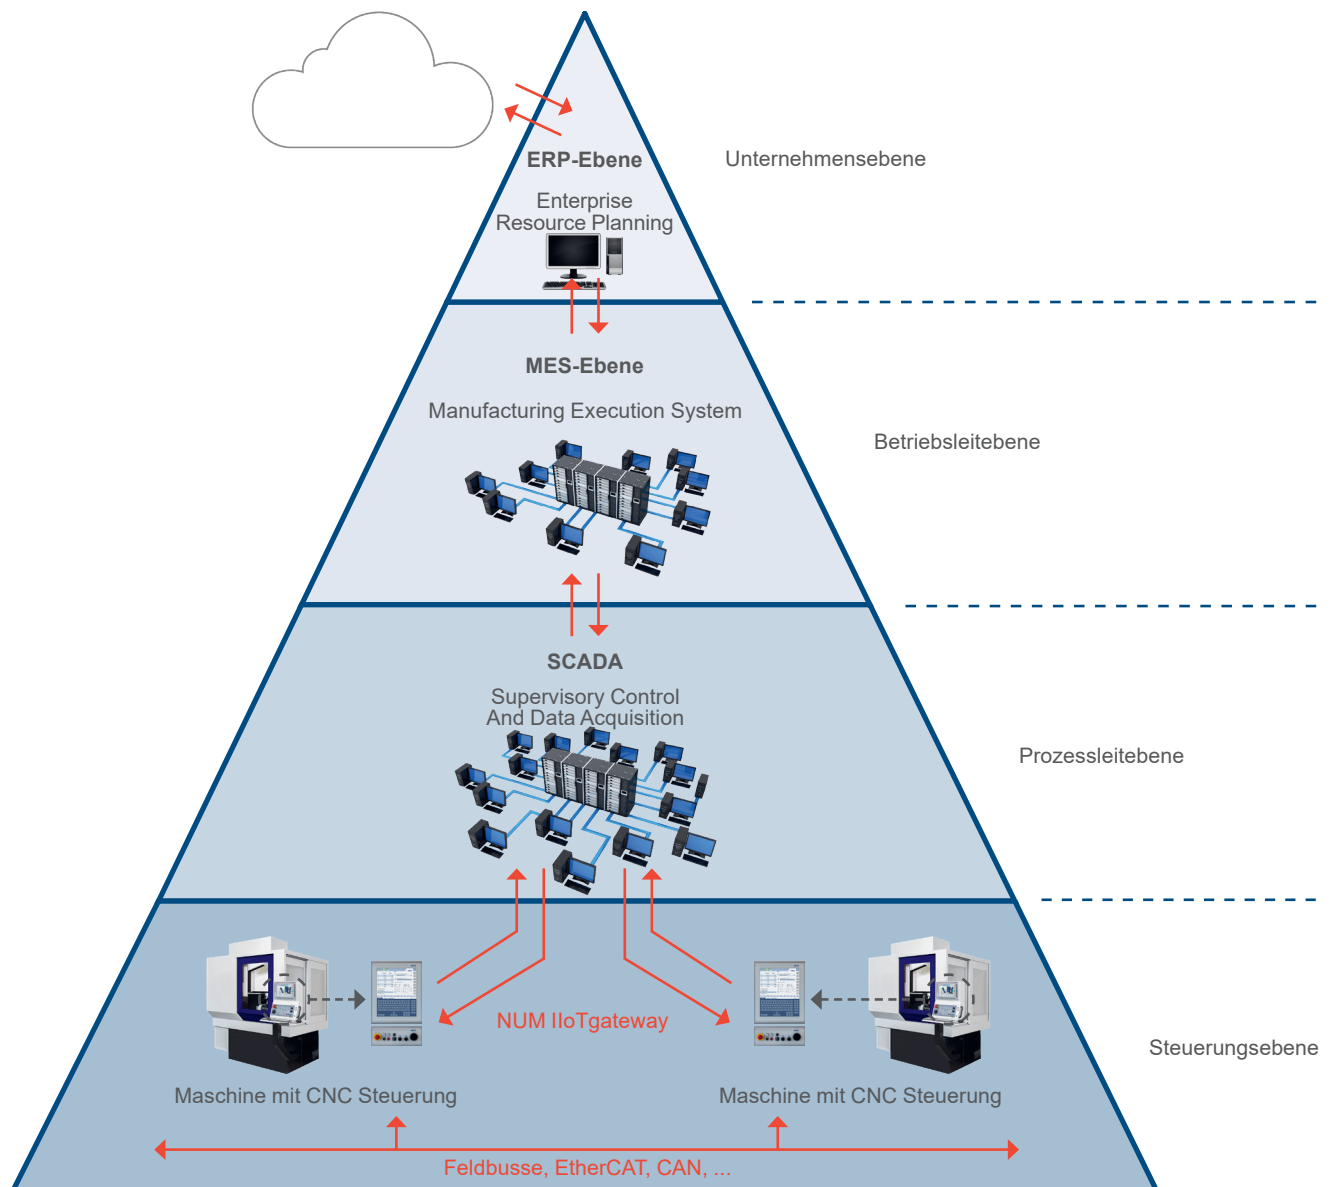 ERP-Ebene
Unternehmensebene
Enterprise
Resource Planning
MES-Ebene
Manufacturing Execution System
Betriebsleitebene
SCADA
Supervisory Control
And Data Acquisition
Prozessleitebene
NUM IIoTgateway
Steuerungsebene
Maschine mit CNC Steuerung
Maschine mit CNC Steuerung
Feldbusse, EtherCAT, CAN, ...